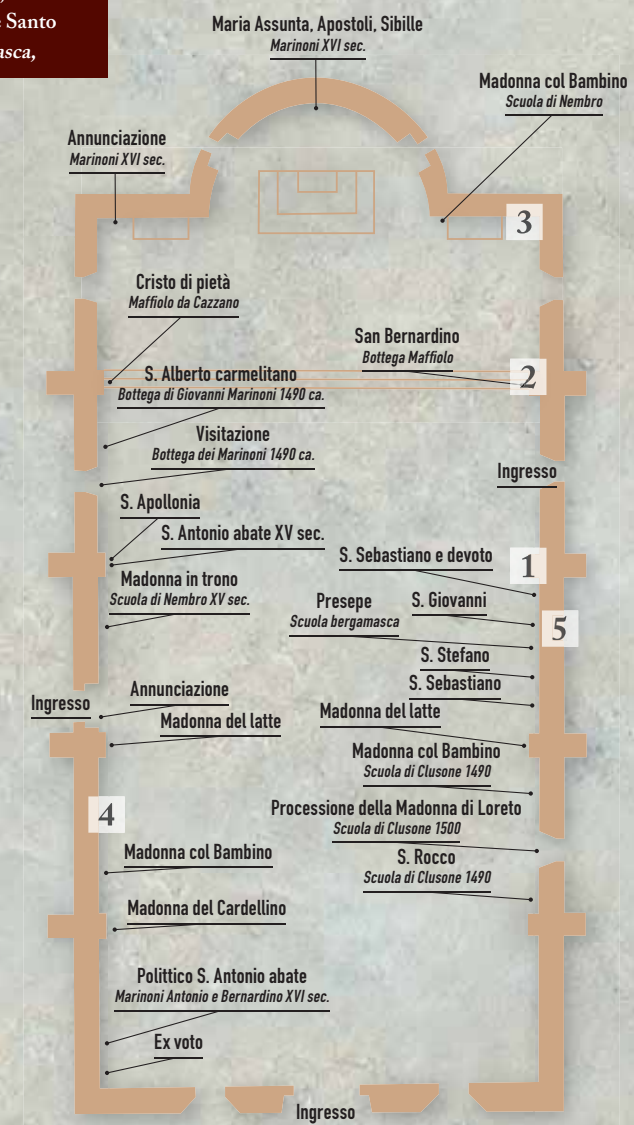 e Santo
asca,
Maria Assunta, Apostoli, Sibille
Marinoni XVI sec.
Madonna col Bambino
Scuola di Nembro
Annunciazione
Marinoni XVI sec.
3
Cristo di pietà
Maffiolo da Cazzano
San Bernardino
Bottega Maffiolo
2
S. Alberto carmelitano
Bottega di Giovanni Marinoni 1490 ca.
Visitazione
Bottega dei Marinoni 1490 ca.
Ingresso
S. Apollonia
S. Antonio abate XV sec.
S. Sebastiano e devoto
1
Madonna in trono
Scuola di Nembro XV sec.
Presepe
Scuola bergamasca
S. Giovanni
5
S. Stefano
S. Sebastiano
Ingresso
Annunciazione
Madonna del latte
Madonna del latte
Madonna col Bambino
Scuola di Clusone 1490
4
Processione della Madonna di Loreto
Scuola di Clusone 1500
Madonna col Bambino
S. Rocco
Scuola di Clusone 1490
Madonna del Cardellino
Polittico S. Antonio abate
Marinoni Antonio e Bernardino XVI sec.
Ex voto
Ingresso